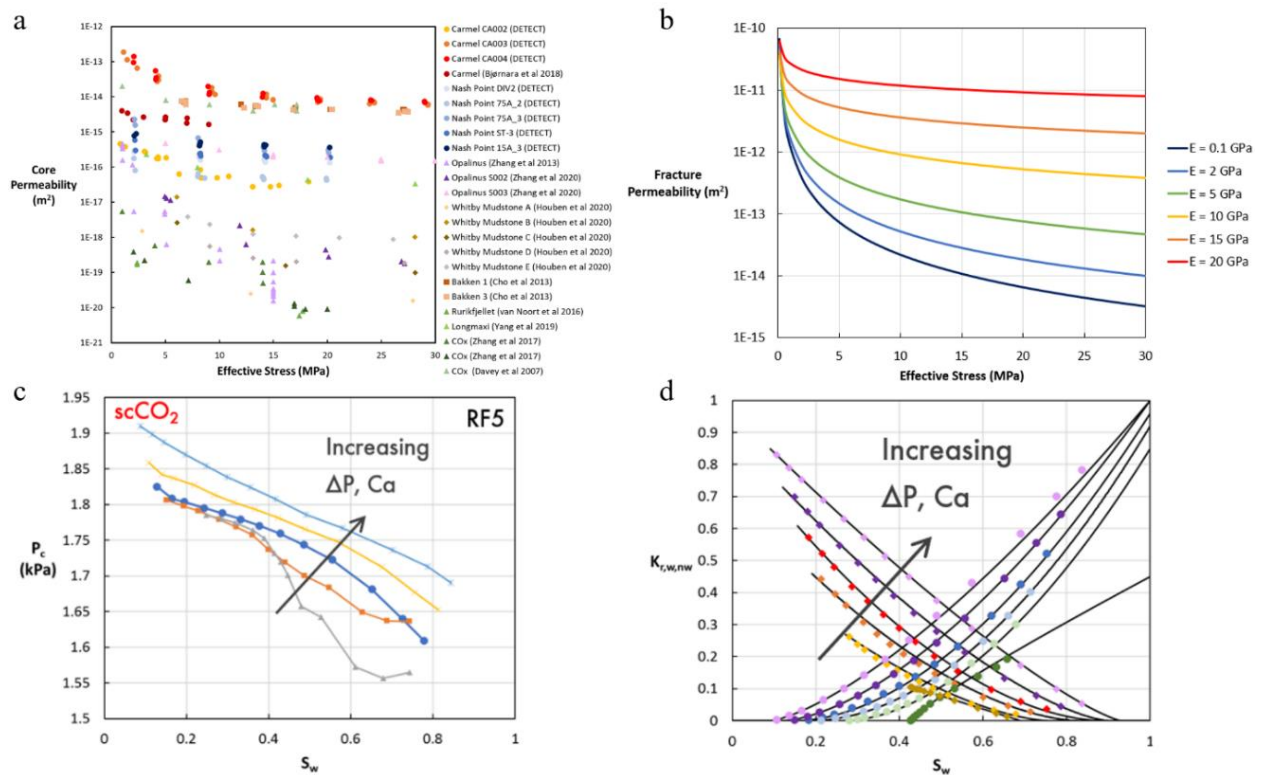 a
1E-12
1E-13
1E-14
1E-15
1E-16
1E-17
1E-18
1E-19
1E-20
1E-21
Core
Permeability
(m²)
0 5 10 15 20 25 30
Effective Stress (MPa)
Carmel CA002 (DETECT)
Carmel CA003 (DETECT)
Carmel CA004 (DETECT)
Carmel (Bjørnara et al 2018)
Nash Point DIV2 (DETECT)
Nash Point 75A_2 (DETECT)
Nash Point 75A_3 (DETECT)
Nash Point ST-3 (DETECT)
Nash Point 15A_3 (DETECT)
Opalinus (Zhang et al 2013)
Opalinus 5002 (Zhang et al 2020)
Opalinus 5003 (Zhang et al 2020)
Whitby Mudstone A (Houben et al 2020)
Whitby Mudstone B (Houben et al 2020)
Whitby Mudstone C (Houben et al 2020)
Whitby Mudstone D (Houben et al 2020)
Whitby Mudstone E (Houben et al 2020)
Bakken 1 (Cho et al 2013)
Bakken 3 (Cho et al 2013)
Rurikfjellet (van Noort et al 2016)
Longmaxi (Yang et al 2019)
COx (Zhang et al 2017)
COx (Zhang et al 2017)
COx (Davey et al 2007)
b
1E-10
1E-11
1E-12
1E-13
1E-14
1E-15
Fracture
Permeability (m²)
0 5 10 15 20 25 30
Effective Stress (MPa)
E = 0.1 GPa
E = 2 GPa
E = 5 GPa
E = 10 GPa
E = 15 GPa
E = 20 GPa
c
1.95
1.9
1.85
1.8
1.75
1.7
1.65
1.6
1.55
1.5
Pc
(kPa)
scCO₂
RF5
Increasing
ΔP, Ca
0 0.2 0.4 0.6 0.8 1
Sw
d
1
0.9
0.8
0.7
0.6
0.5
0.4
0.3
0.2
0.1
0
Kr,w,nw
Increasing
ΔP, Ca
0 0.2 0.4 0.6 0.8 1
Sw